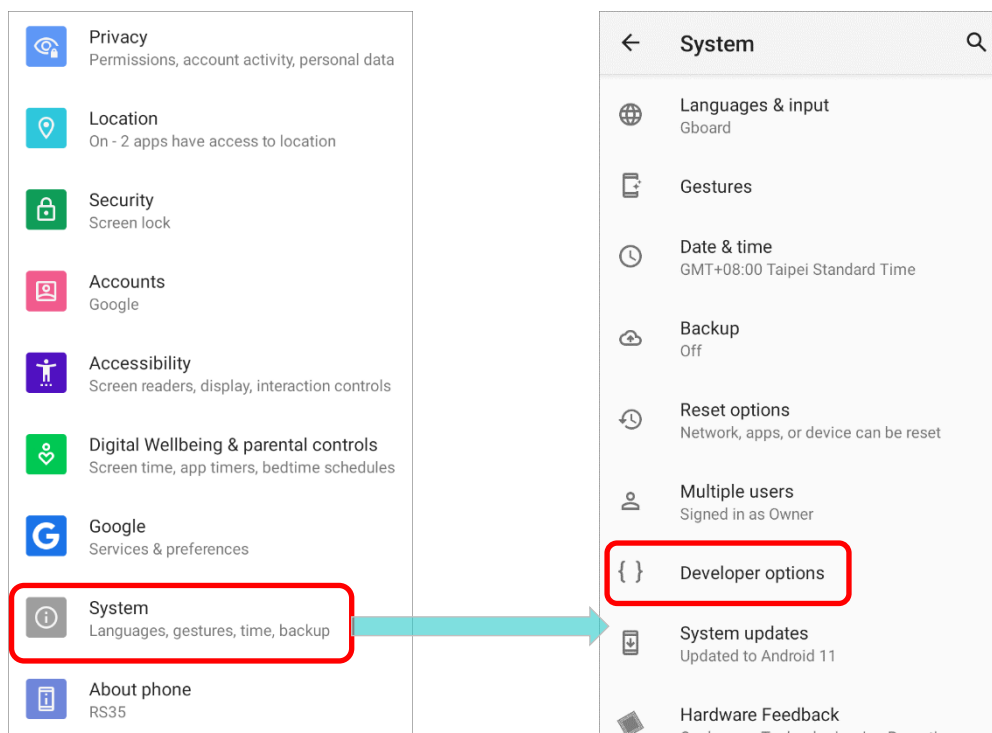 Privacy
Permissions, account activity, personal data
Location
On - 2 apps have access to location
Security
Screen lock
Accounts
Google
Accessibility
Screen readers, display, interaction controls
Digital Wellbeing & parental controls
Screen time, app timers, bedtime schedules
Google
Services & preferences
System
Languages, gestures, time, backup
About phone
RS35
System
Languages & input
Gboard
Gestures
Date & time
GMT+08:00 Taipei Standard Time
Backup
Off
Reset options
Network, apps, or device can be reset
Multiple users
Signed in as Owner
{ } Developer options
System updates
Updated to Android 11
Hardware Feedback